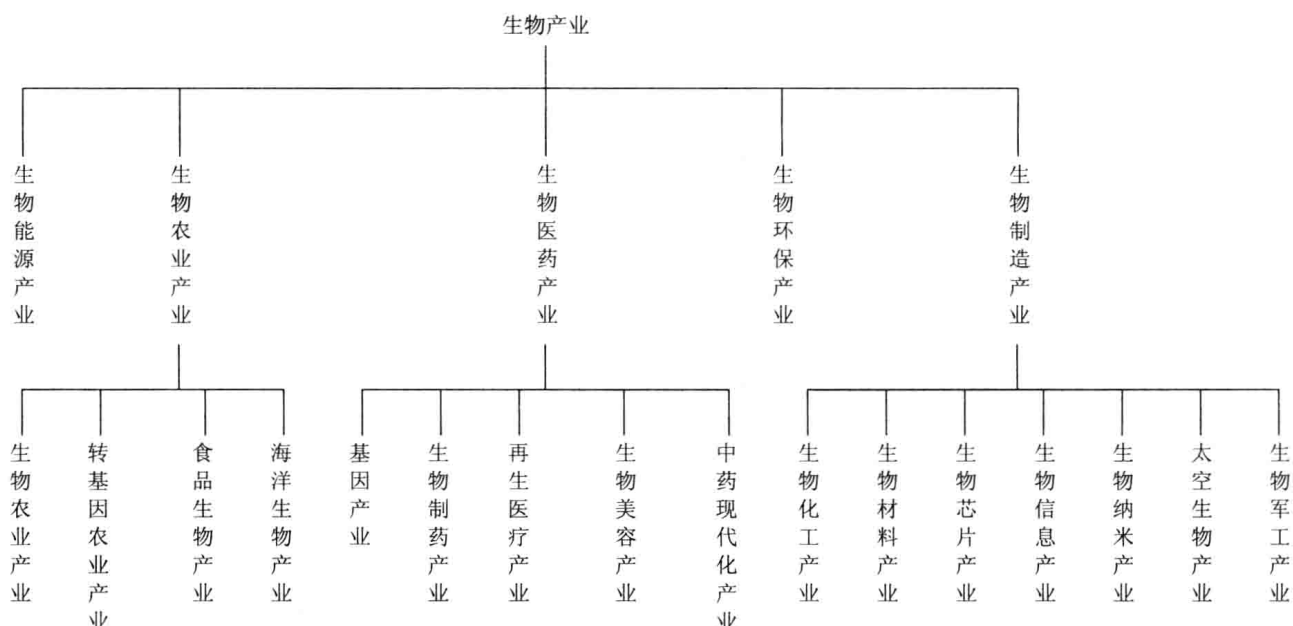 生物产业
生物能源产业
生物农业产业
生物医药产业
生物环保产业
生物制造产业
生物农业产业
转基因农业产业
食品生物产业
海洋生物产业
基因产业
生物制药产业
再生医疗产业
生物美容产业
中药现代化产业
生物化工产业
生物材料产业
生物芯片产业
生物信息产业
生物纳米产业
太空生物产业
生物军工产业